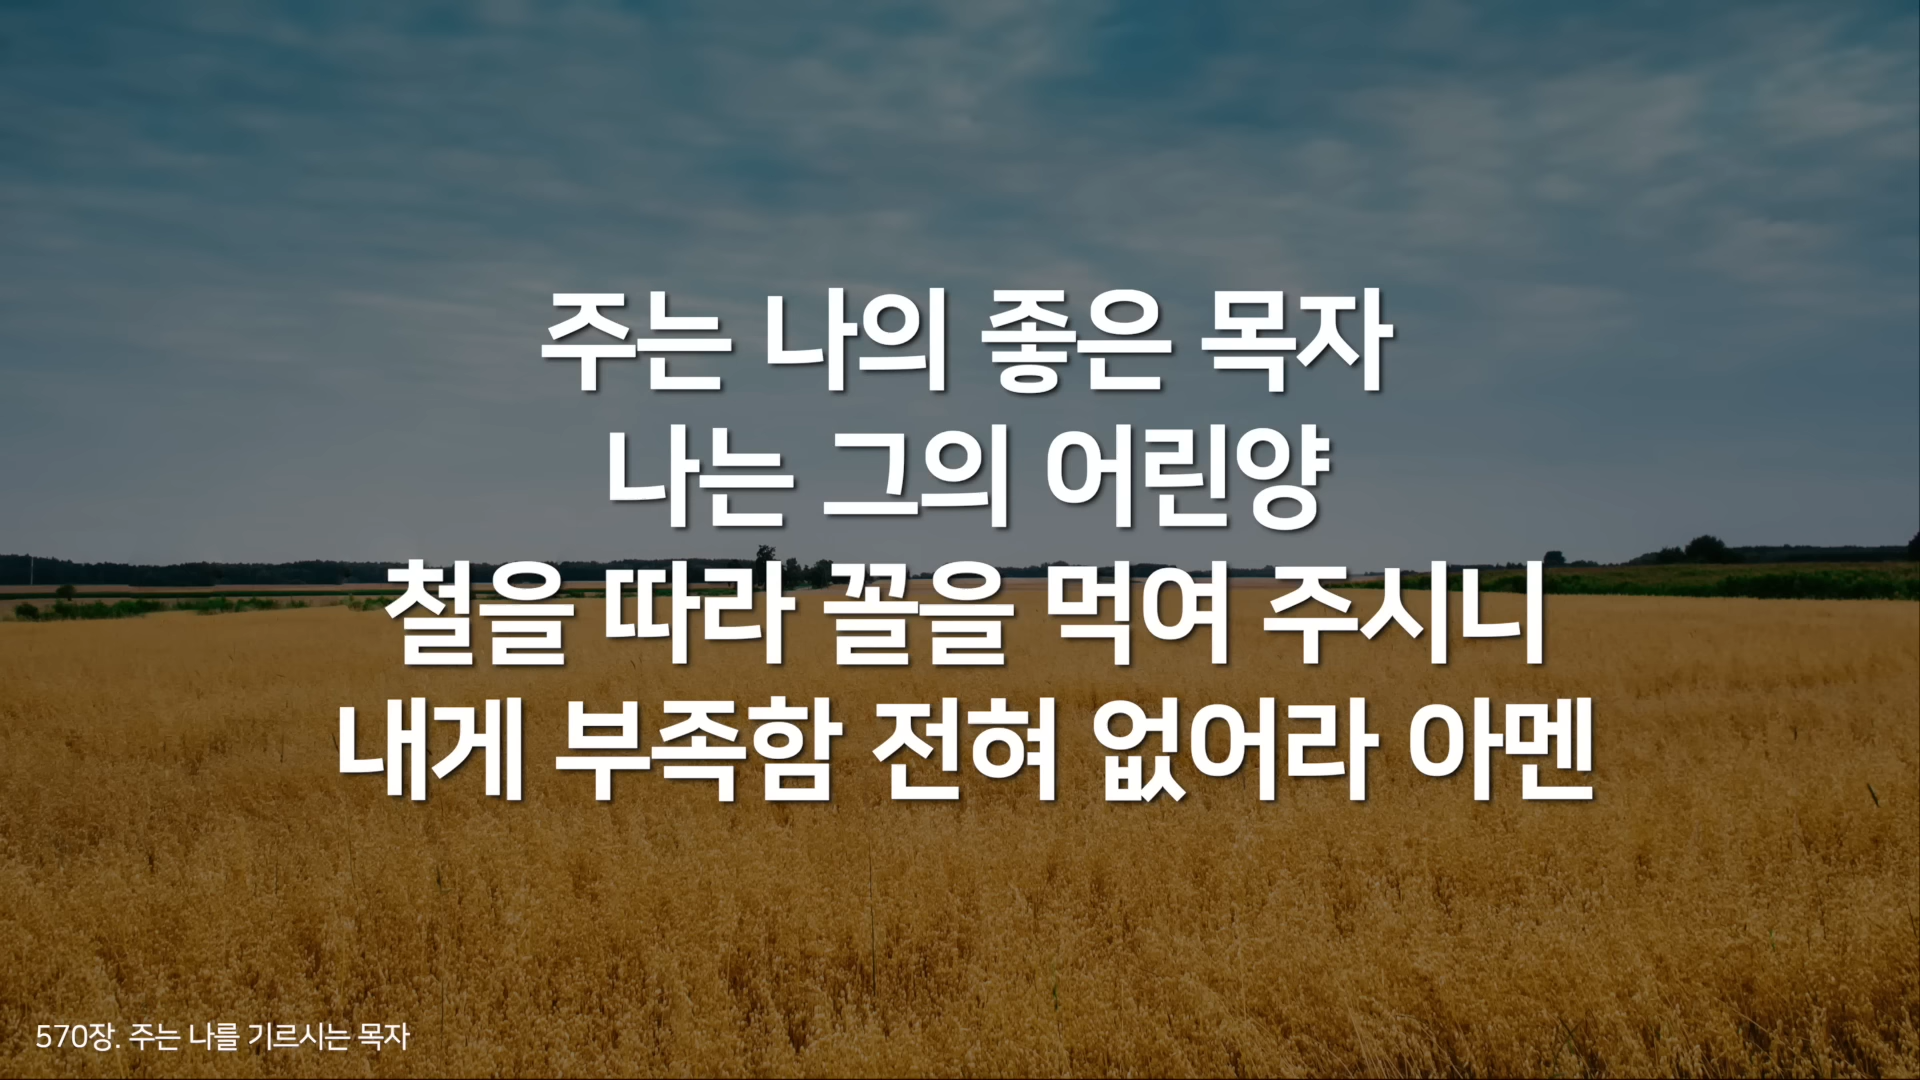 주는 나의 좋은 목자
나는 그의 어린양
철을 따라 꼴을 먹여 주시니
내게 부족함 전혀 없어라 아멘
570장. 주는 나를 기르시는 목자